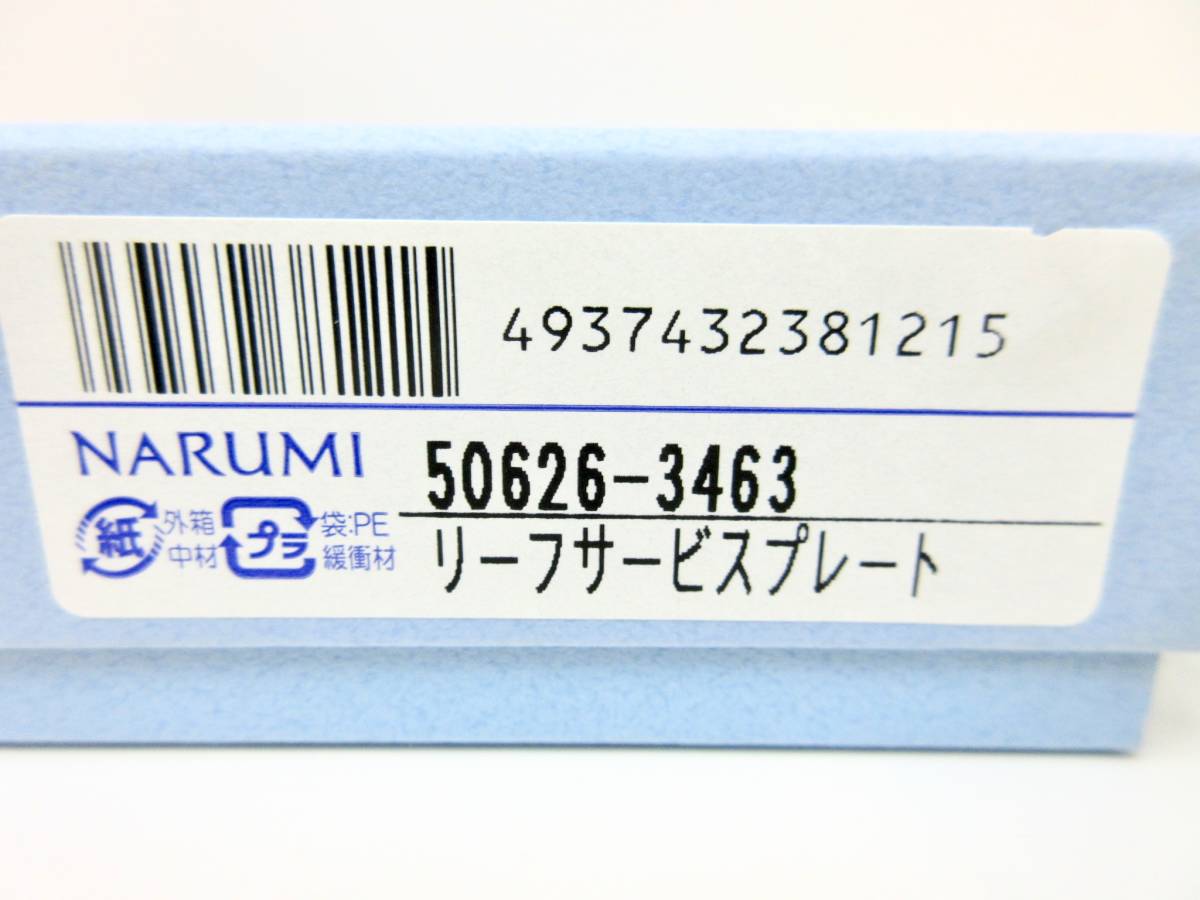 4937432381215
NARUMI
50626-3463
紙 外箱 中材
プラ 袋:PE 緩衝材
リーフサービスプレート